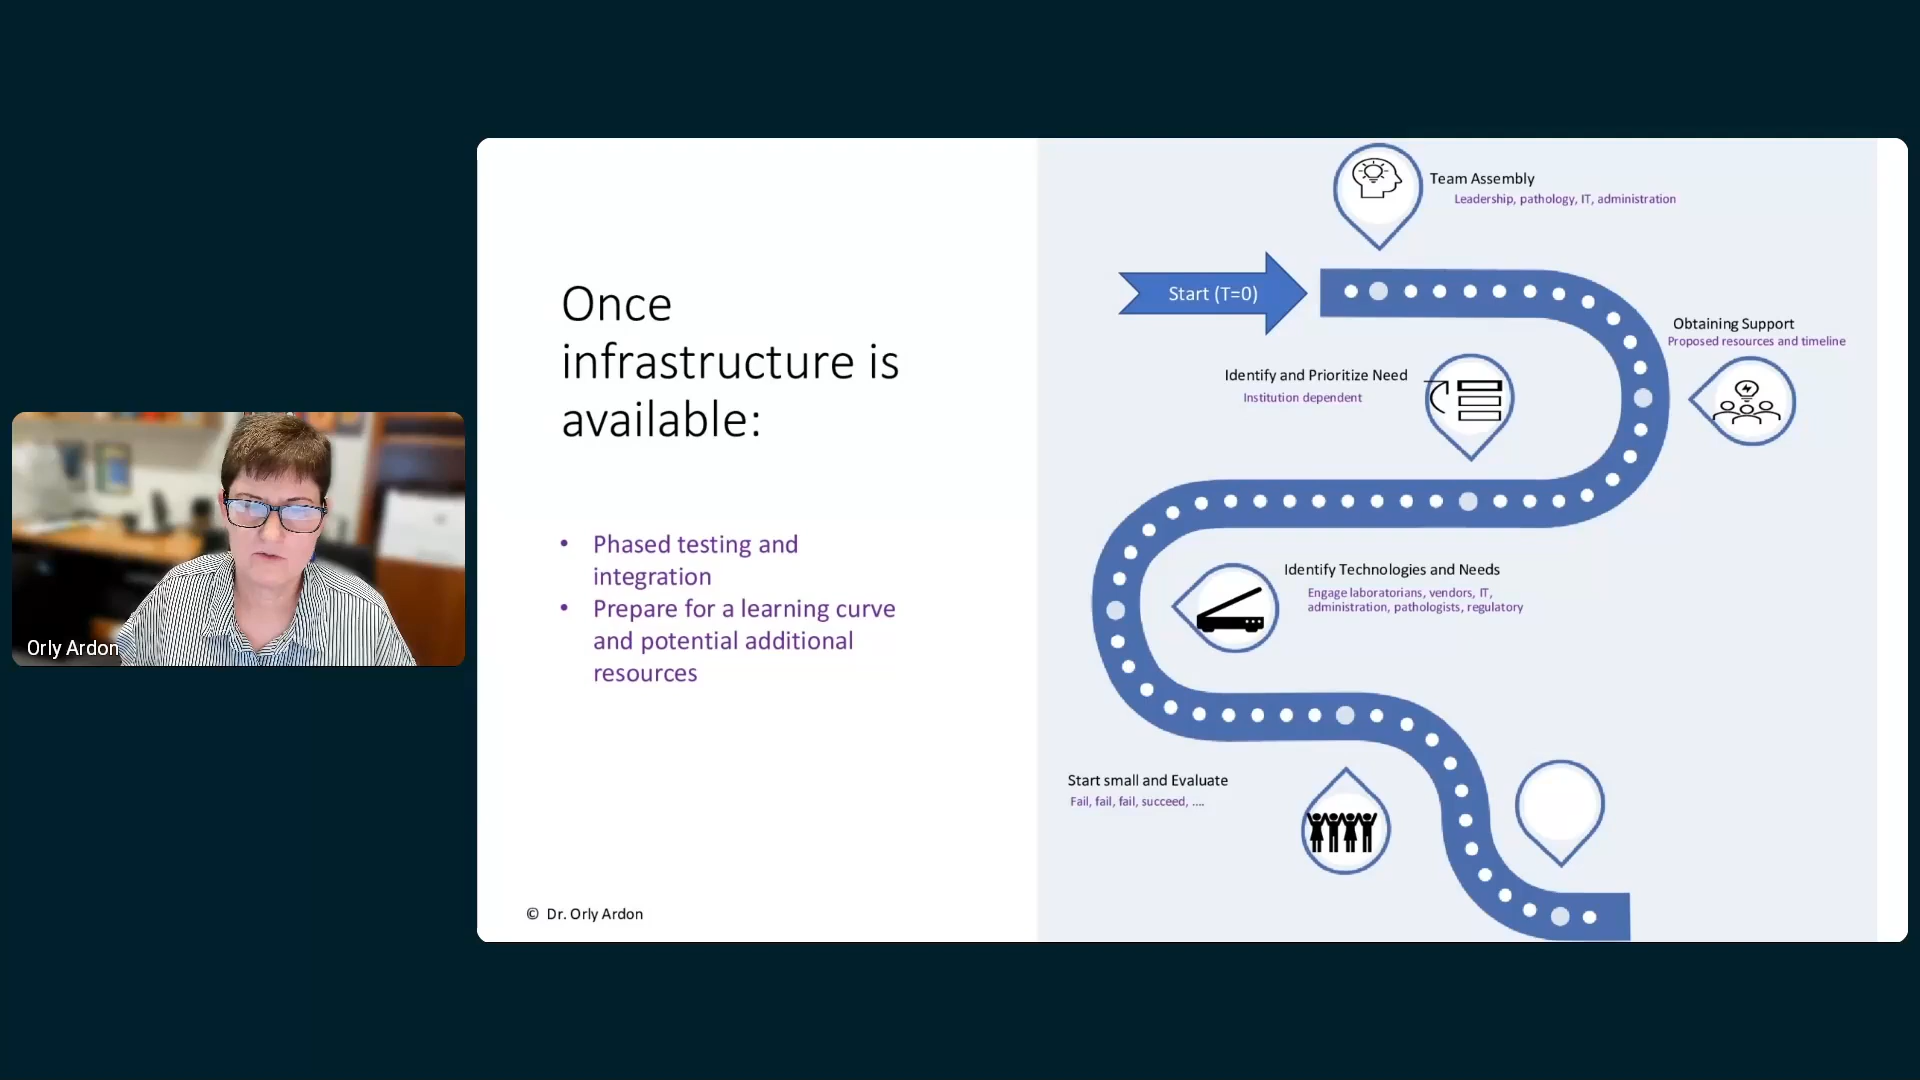 Once
infrastructure is
available:
• Phased testing and
integration
• Prepare for a learning curve
and potential additional
resources
© Dr. Orly Ardon
Team Assembly
Leadership, pathology, IT, administration
Start (T=0)
Obtaining Support
Proposed resources and timeline
Identify and Prioritize Need
Institution dependent
Identify Technologies and Needs
Engage laboratorians, vendors, IT,
administration, pathologists, regulatory
Start small and Evaluate
Fail, fail, fail, succeed, ....
Orly Ardon